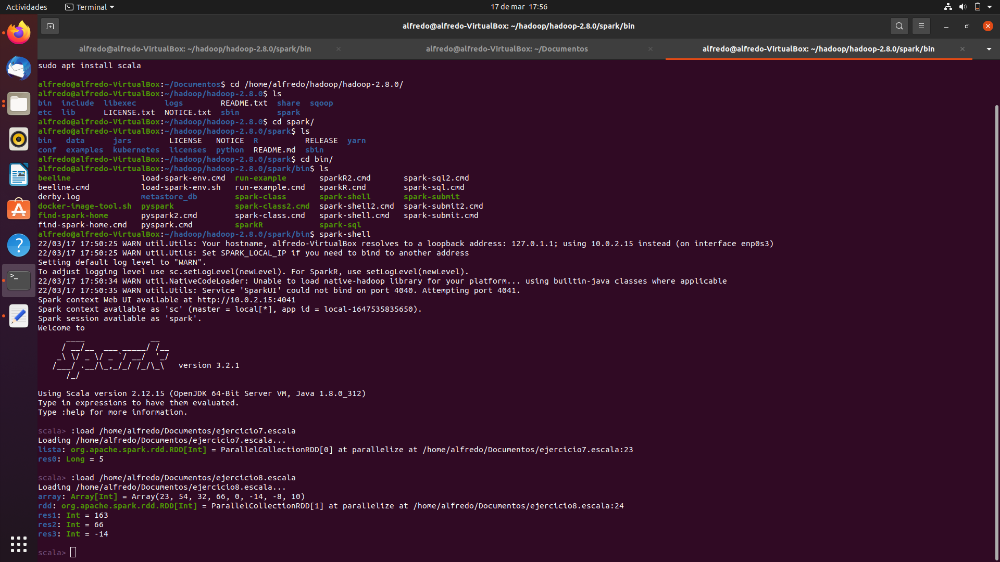 Actividades Terminal 17 de mar 17:56
alfredo@alfredo-VirtualBox: ~/hadoop/hadoop-2.8.0/spark/bin
alfredo@alfredo-VirtualBox: ~/hadoop/hadoop-2.8.0/spark/bin alfredo@alfredo-VirtualBox: ~/Documentos alfredo@alfredo-VirtualBox: ~/hadoop/hadoop-2.8.0/spark/bin
sudo apt install scala
alfredo@alfredo-VirtualBox:~/Documentos$ cd /home/alfredo/hadoop/hadoop-2.8.0/
alfredo@alfredo-VirtualBox:~/hadoop/hadoop-2.8.0$ ls
bin include libexec logs README.txt share sqoop
etc lib LICENSE.txt NOTICE.txt sbin spark
alfredo@alfredo-VirtualBox:~/hadoop/hadoop-2.8.0$ cd spark/
alfredo@alfredo-VirtualBox:~/hadoop/hadoop-2.8.0/spark$ ls
bin data jars LICENSE NOTICE R RELEASE yarn
conf examples kubernetes licenses python README.md sbin
alfredo@alfredo-VirtualBox:~/hadoop/hadoop-2.8.0/spark$ cd bin/
alfredo@alfredo-VirtualBox:~/hadoop/hadoop-2.8.0/spark/bin$ ls
beeline load-spark-env.cmd run-example sparkR2.cmd spark-sql2.cmd
beeline.cmd load-spark-env.sh run-example.cmd sparkR.cmd spark-sql.cmd
derby.log metastore_db spark-class spark-shell spark-submit
docker-image-tool.sh pyspark spark-class2.cmd spark-shell2.cmd spark-submit2.cmd
find-spark-home pyspark2.cmd spark-class.cmd spark-shell.cmd spark-submit.cmd
find-spark-home.cmd pyspark.cmd sparkR spark-sql
alfredo@alfredo-VirtualBox:~/hadoop/hadoop-2.8.0/spark/bin$ spark-shell
22/03/17 17:50:25 WARN util.Utils: Your hostname, alfredo-VirtualBox resolves to a loopback address: 127.0.1.1; using 10.0.2.15 instead (on interface enp0s3)
22/03/17 17:50:25 WARN util.Utils: Set SPARK_LOCAL_IP if you need to bind to another address
Setting default log level to "WARN".
To adjust logging level use sc.setLogLevel(newLevel). For SparkR, use setLogLevel(newLevel).
22/03/17 17:50:34 WARN util.NativeCodeLoader: Unable to load native-hadoop library for your platform... using builtin-java classes where applicable
22/03/17 17:50:35 WARN util.Utils: Service 'SparkUI' could not bind on port 4040. Attempting port 4041.
Spark context Web UI available at http://10.0.2.15:4041
Spark context available as 'sc' (master = local[*], app id = local-1647535835650).
Spark session available as 'spark'.
Welcome to
      ____              __
     / __/__  ___ _____/ /__
    _\ \/ _ \/ _ `/ __/  '_/
   /___/ .__/\_,_/_/ /_/\_\   version 3.2.1
      /_/
Using Scala version 2.12.15 (OpenJDK 64-Bit Server VM, Java 1.8.0_312)
Type in expressions to have them evaluated.
Type :help for more information.
scala> :load /home/alfredo/Documentos/ejercicio7.escala
Loading /home/alfredo/Documentos/ejercicio7.escala...
lista: org.apache.spark.rdd.RDD[Int] = ParallelCollectionRDD[0] at parallelize at /home/alfredo/Documentos/ejercicio7.escala:23
res0: Long = 5
scala> :load /home/alfredo/Documentos/ejercicio8.escala
Loading /home/alfredo/Documentos/ejercicio8.escala...
array: Array[Int] = Array(23, 54, 32, 66, 0, -14, -8, 10)
rdd: org.apache.spark.rdd.RDD[Int] = ParallelCollectionRDD[1] at parallelize at /home/alfredo/Documentos/ejercicio8.escala:24
res1: Int = 163
res2: Int = 66
res3: Int = -14
scala>